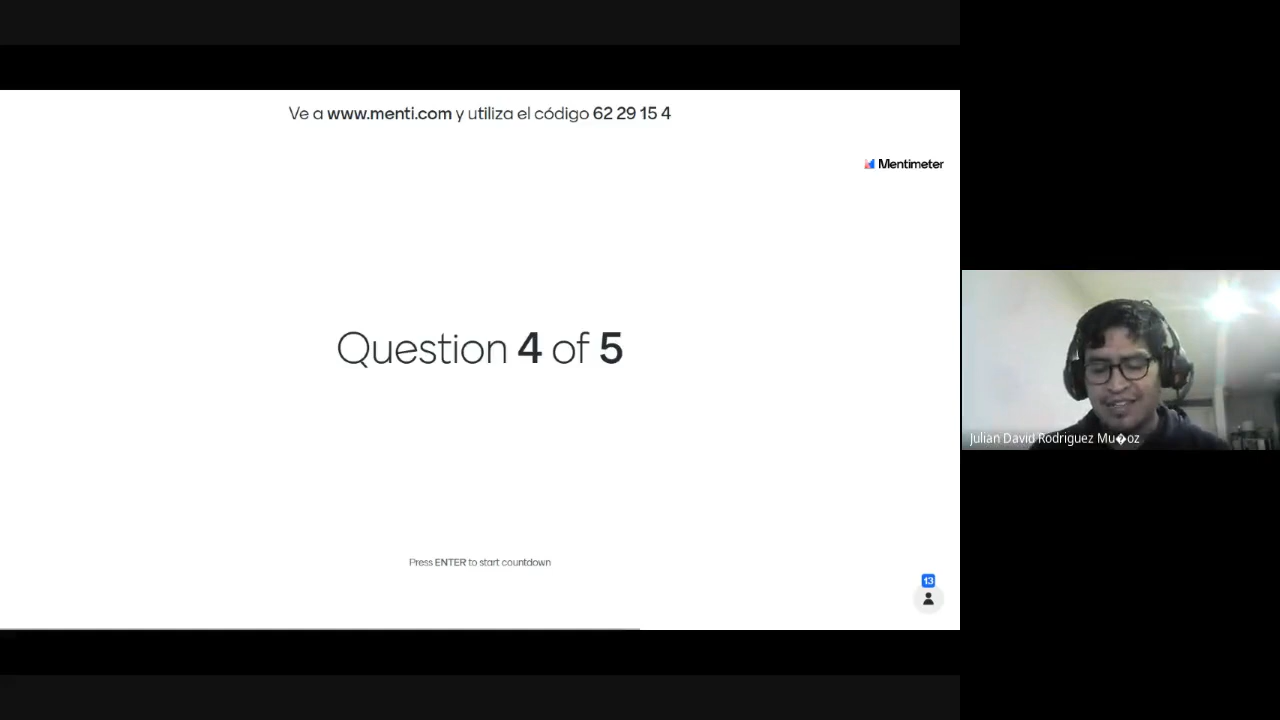 Ve a www.menti.com y utiliza el código 62 29 15 4
Mentimeter
Question 4 of 5
Julian David Rodriguez Mu�oz
Press ENTER to start countdown
13